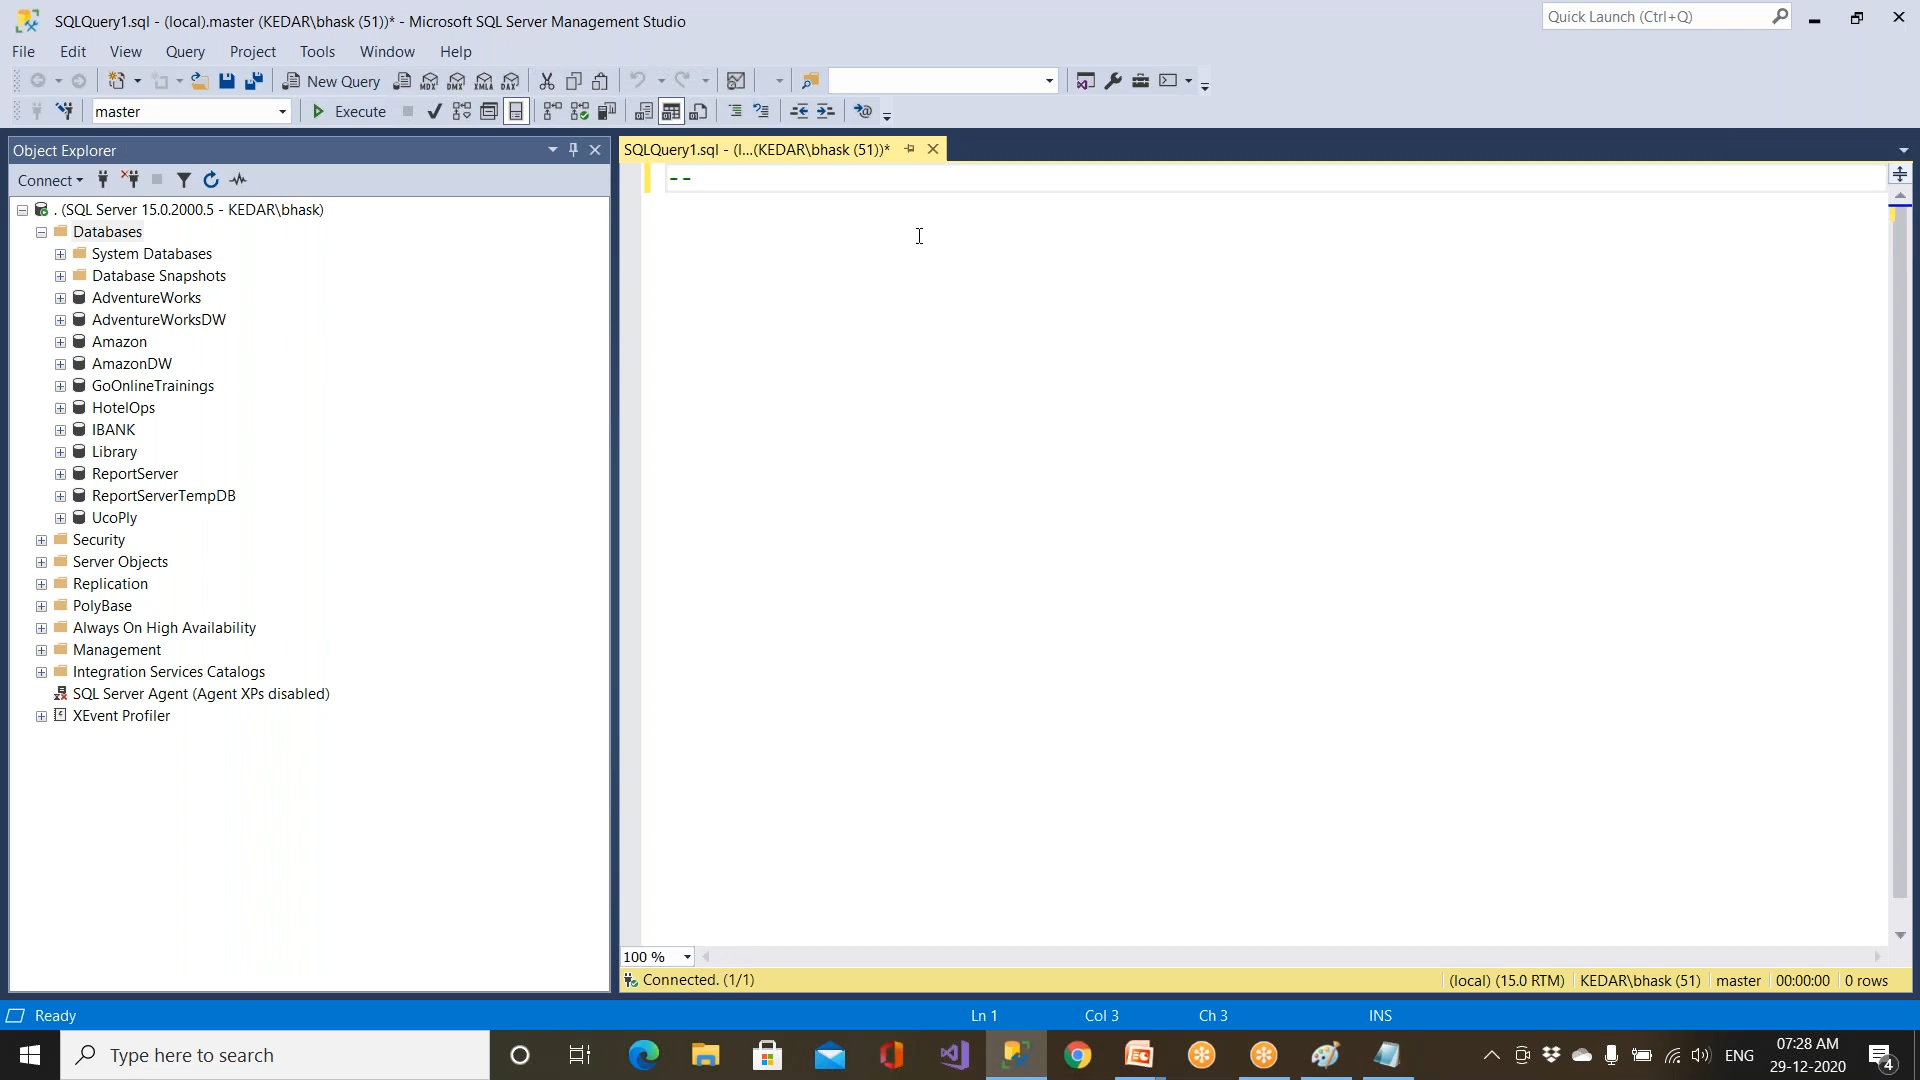 SQLQuery1.sql - (local).master (KEDAR\bhask (51))* - Microsoft SQL Server Management Studio
Quick Launch (Ctrl+Q)
File Edit View Query Project Tools Window Help
New Query MDX DMX XMLA DAX
master Execute
Object Explorer
SQLQuery1.sql - (l...(KEDAR\bhask (51))*
Connect
--
. (SQL Server 15.0.2000.5 - KEDAR\bhask)
Databases
System Databases
Database Snapshots
AdventureWorks
AdventureWorksDW
Amazon
AmazonDW
GoOnlineTrainings
HotelOps
IBANK
Library
ReportServer
ReportServerTempDB
UcoPly
Security
Server Objects
Replication
PolyBase
Always On High Availability
Management
Integration Services Catalogs
SQL Server Agent (Agent XPs disabled)
XEvent Profiler
100 %
Connected. (1/1) (local) (15.0 RTM) KEDAR\bhask (51) master 00:00:00 0 rows
Ready Ln 1 Col 3 Ch 3 INS
Type here to search
ENG
07:28 AM
29-12-2020
4